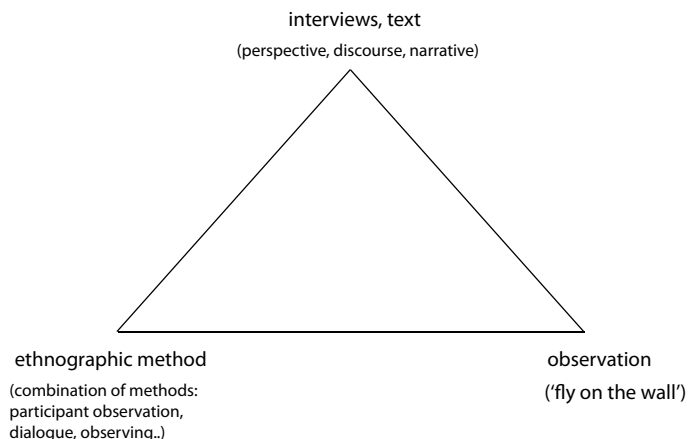 interviews, text
(perspective, discourse, narrative)
ethnographic method
(combination of methods:
participant observation,
dialogue, observing..)
observation
(‘fly on the wall’)